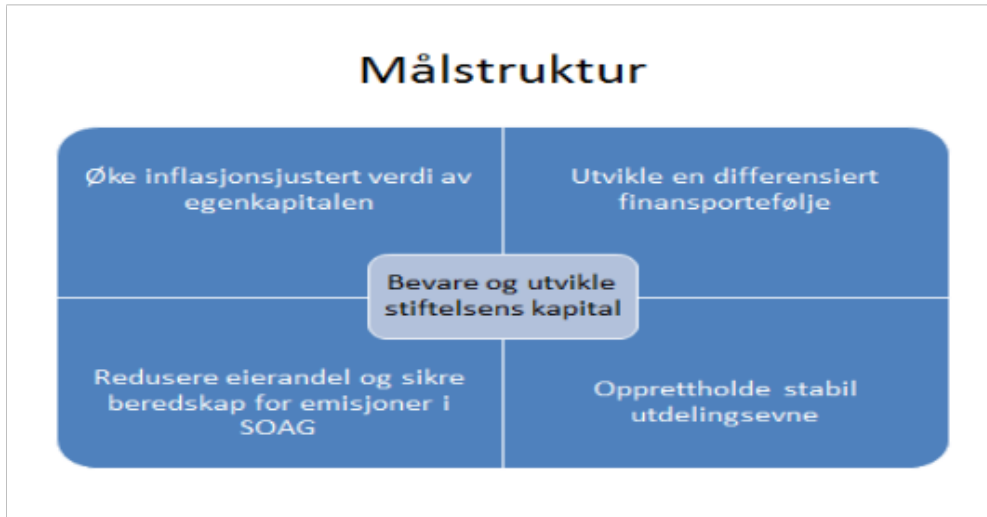 Målstruktur
Øke inflasjonsjustert verdi av
egenkapitalen
Utvikle en differensiert
finansportefølje
Bevare og utvikle
stiftelsens kapital
Redusere eierandel og sikre
beredskap for emisjoner i
SOAG
Opprettholde stabil
utdelingsevne